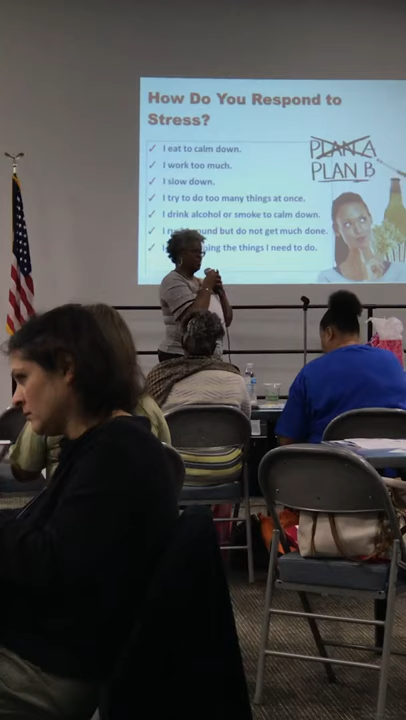 How Do You Respond to
Stress?
✓ I eat to calm down.
✓ I work too much.
✓ I slow down.
✓ I try to do too many things at once.
✓ I drink alcohol or smoke to calm down.
✓ I ound but do not get much done.
✓ I ing the things I need to do.
PLAN A
PLAN B